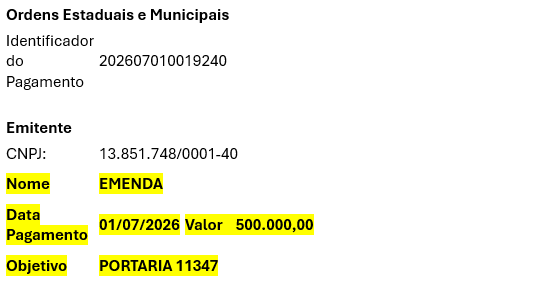 Ordens Estaduais e Municipais
Identificador
do
Pagamento
202607010019240
Emitente
CNPJ: 13.851.748/0001-40
Nome EMENDA
Data
Pagamento
01/07/2026 Valor 500.000,00
Objetivo PORTARIA 11347